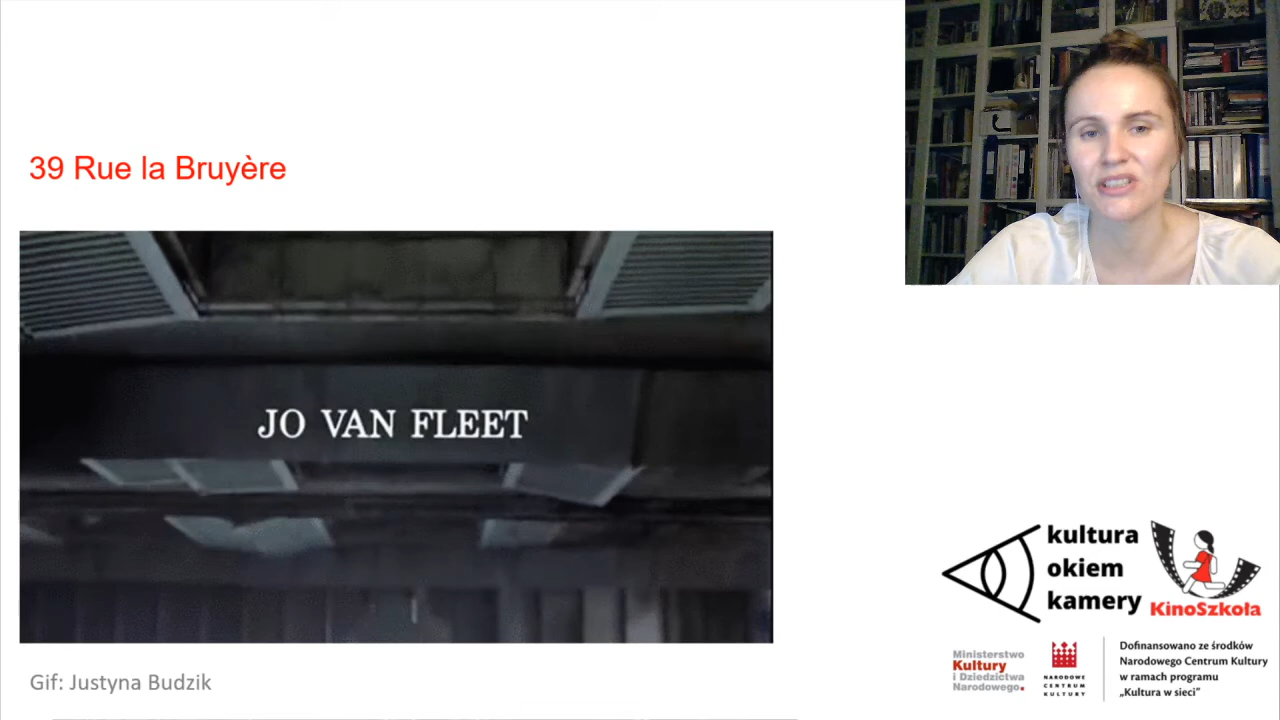 39 Rue la Bruyère
JO VAN FLEET
Gif: Justyna Budzik
kultura
okiem
kamery
KinoSzkoła
Ministerstwo
Kultury
i Dziedzictwa
Narodowego.
NARODOWE
CENTRUM
KULTURY
Dofinansowano ze środków
Narodowego Centrum Kultury
w ramach programu
„Kultura w sieci”